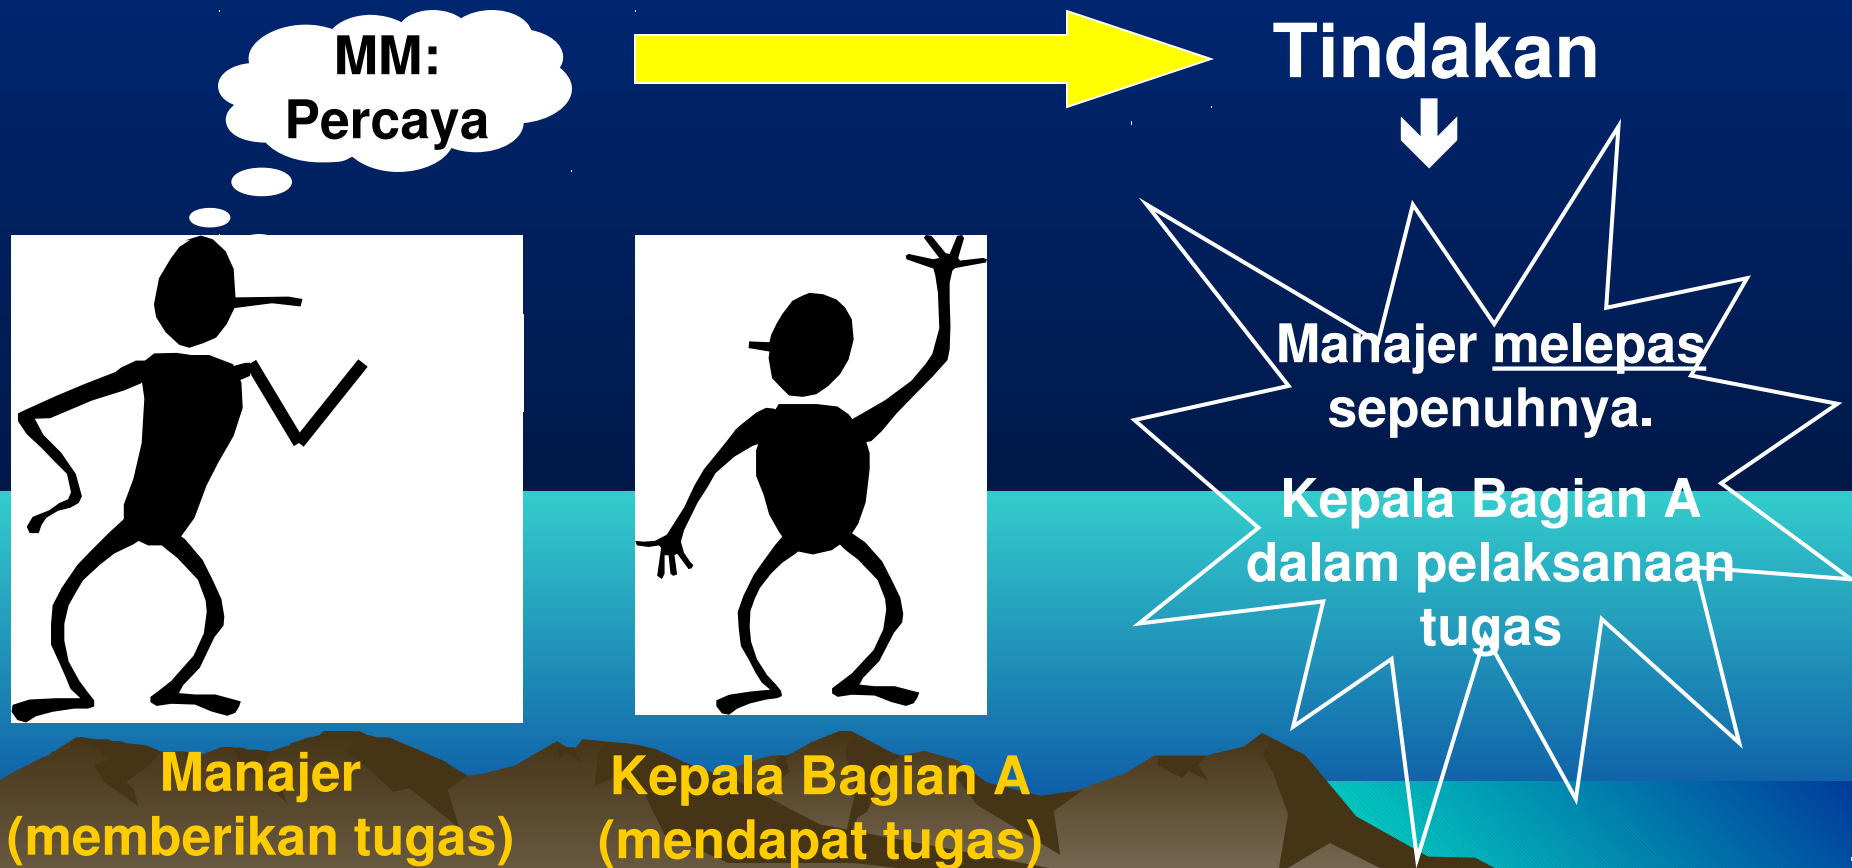 MM:
Percaya
Tindakan
Manajer melepas
sepenuhnya.
Kepala Bagian A
dalam pelaksanaan
tugas
Manajer
(memberikan tugas)
Kepala Bagian A
(mendapat tugas)